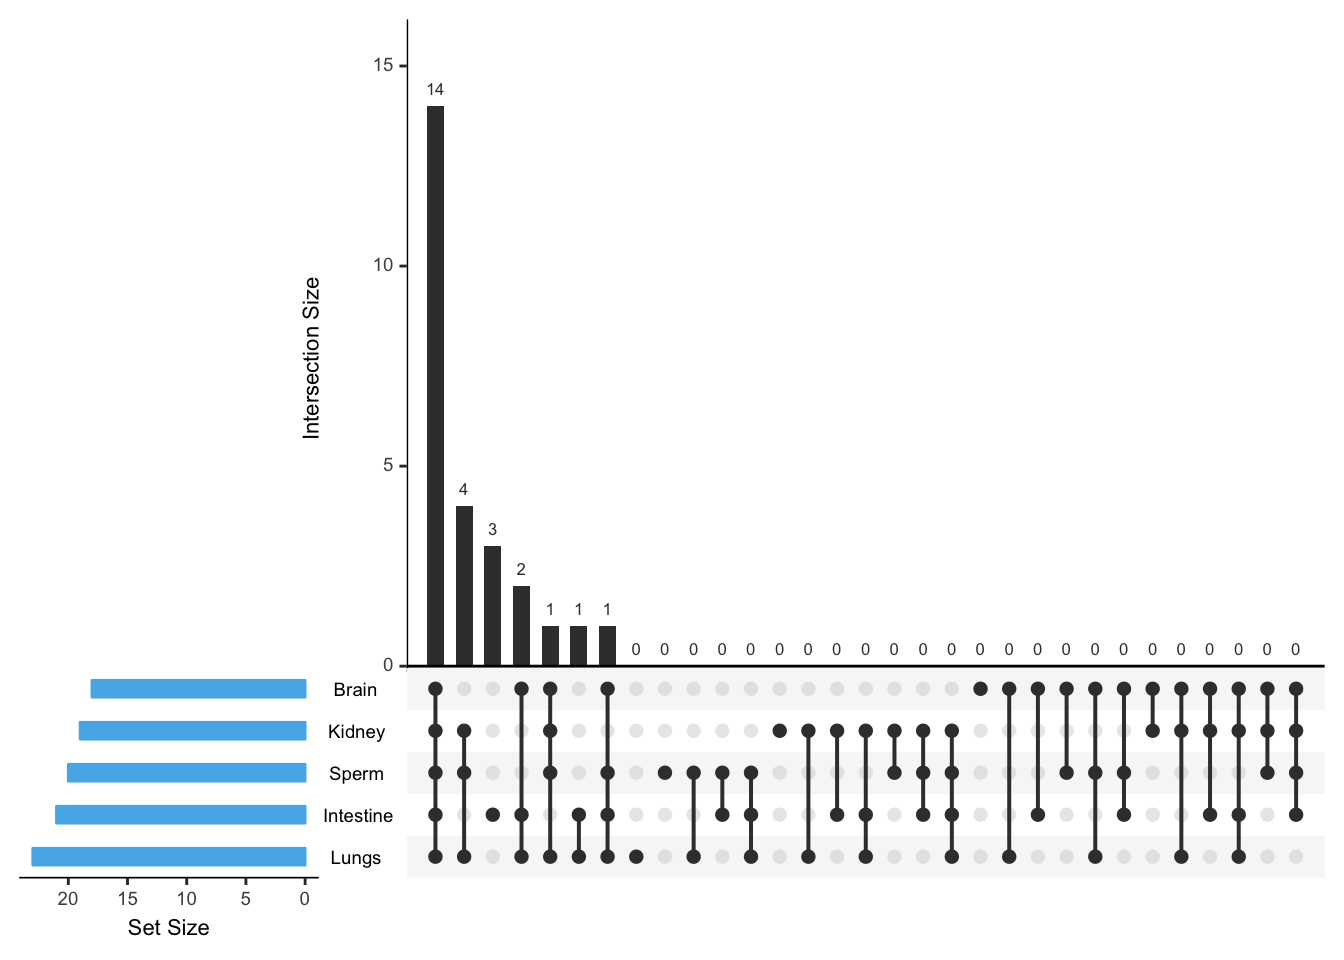 15
14
10
Intersection Size
5
4
3
2
1 1 1
0 0 0 0 0 0 0 0 0 0 0 0 0 0 0 0 0 0 0 0 0 0 0 0
0
Brain
Kidney
Sperm
Intestine
Lungs
20 15 10 5 0
Set Size